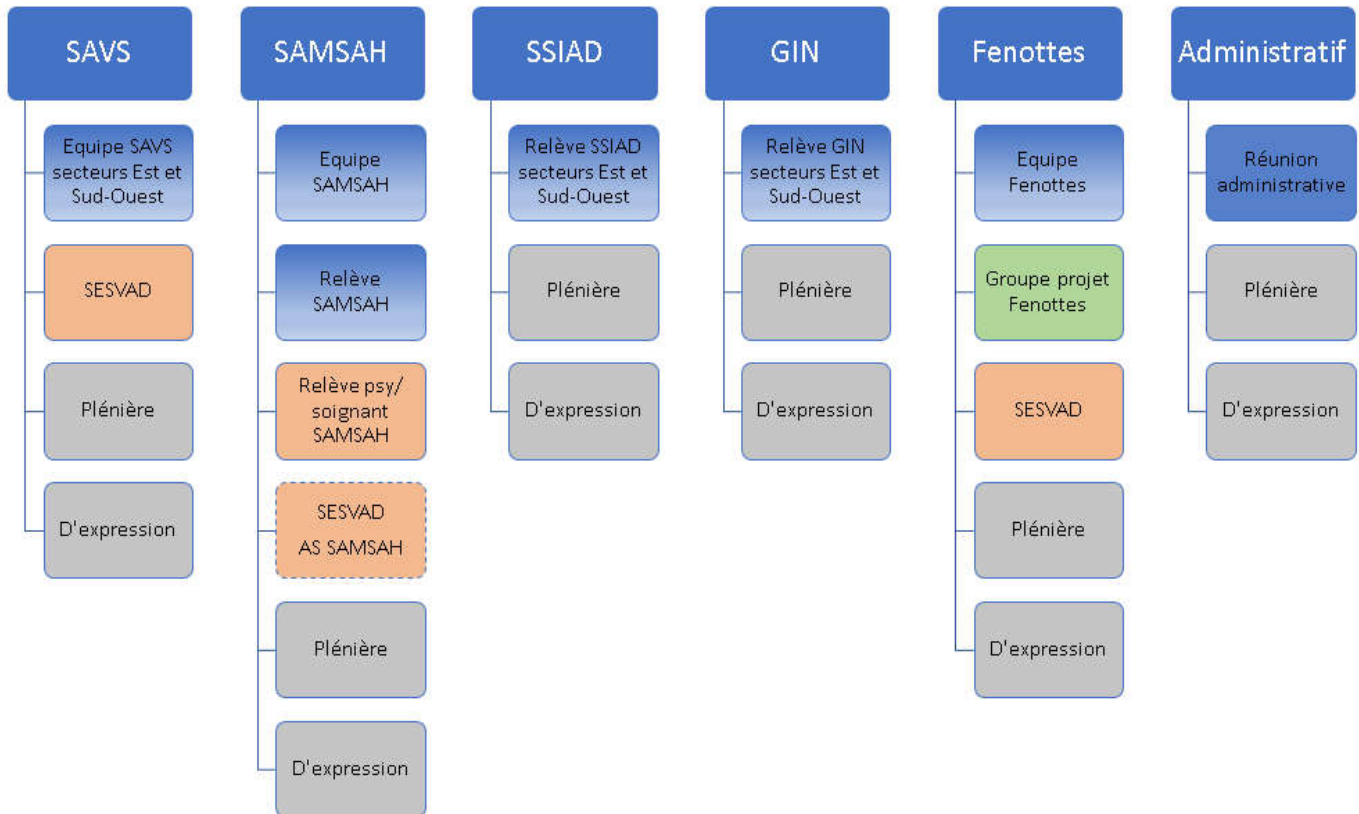 SAVS
Equipe SAVS
secteurs Est et
Sud-Ouest
SESVAD
Plénière
D'expression
SAMSAH
Equipe
SAMSAH
Relève
SAMSAH
Relève psy/
soignant
SAMSAH
SESVAD
AS SAMSAH
Plénière
D'expression
SSIAD
Relève SSIAD
secteurs Est et
Sud-Ouest
Plénière
D'expression
GIN
Relève GIN
secteurs Est et
Sud-Ouest
Plénière
D'expression
Fenottes
Equipe
Fenottes
Groupe projet
Fenottes
SESVAD
Plénière
D'expression
Administratif
Réunion
administrative
Plénière
D'expression